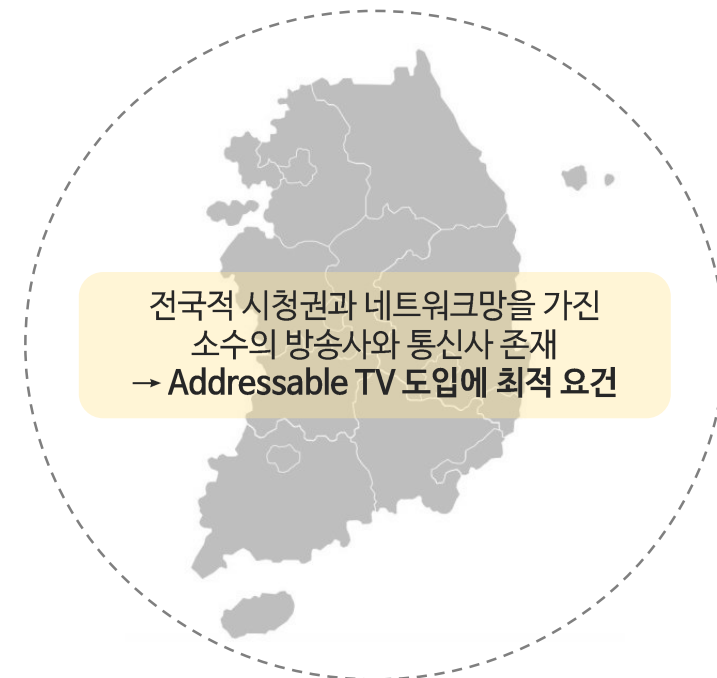 전국적 시청권과 네트워크망을 가진
소수의 방송사와 통신사 존재
→ Addressable TV 도입에 최적 요건